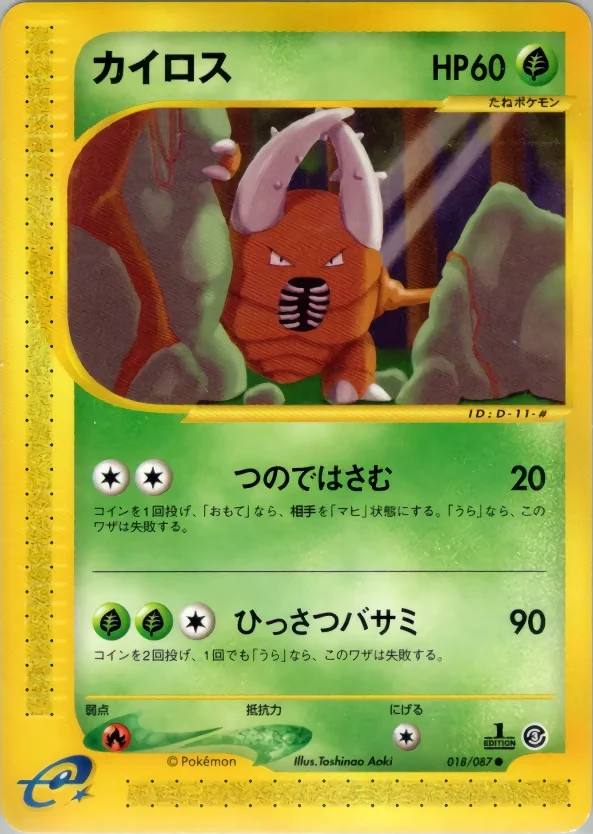 カイロス HP60
たねポケモン
ID:D-11-#
つのではさむ 20
コインを1回投げ、「おもて」なら、相手を「マヒ」状態にする。「うら」なら、この
ワザは失敗する。
ひっさつバサミ 90
コインを2回投げ、1回でも「うら」なら、このワザは失敗する。
弱点 抵抗力 にげる
1
EDITION
© Pokémon Illus.Toshinao Aoki 018/087 ●
e